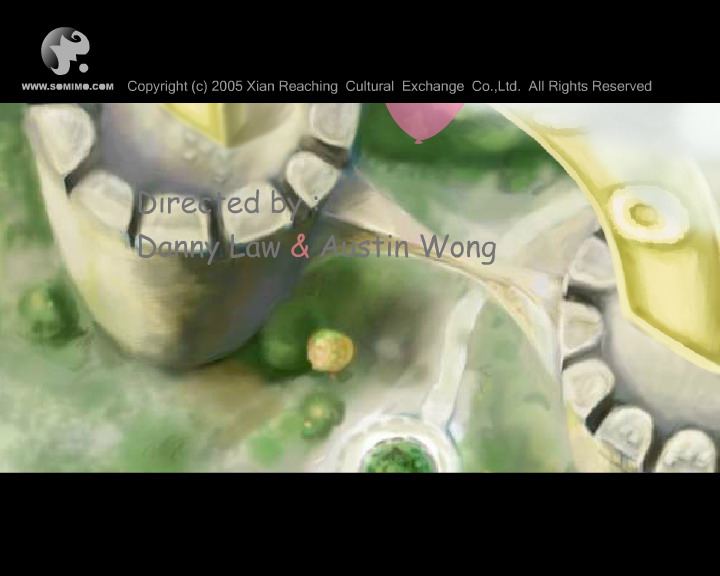 WWW.SOMIMO.COM Copyright (c) 2005 Xian Reaching Cultural Exchange Co.,Ltd. All Rights Reserved
Directed by :
Danny Law & Austin Wong